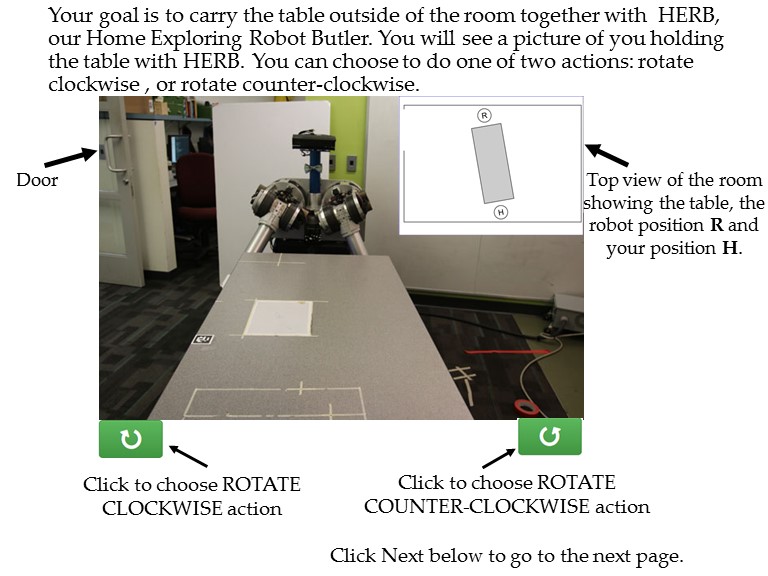 Your goal is to carry the table outside of the room together with HERB,
our Home Exploring Robot Butler. You will see a picture of you holding
the table with HERB. You can choose to do one of two actions: rotate
clockwise , or rotate counter-clockwise.
R
Door
Top view of the room
showing the table, the
robot position R and
your position H.
H
Click to choose ROTATE
CLOCKWISE action
Click to choose ROTATE
COUNTER-CLOCKWISE action
Click Next below to go to the next page.